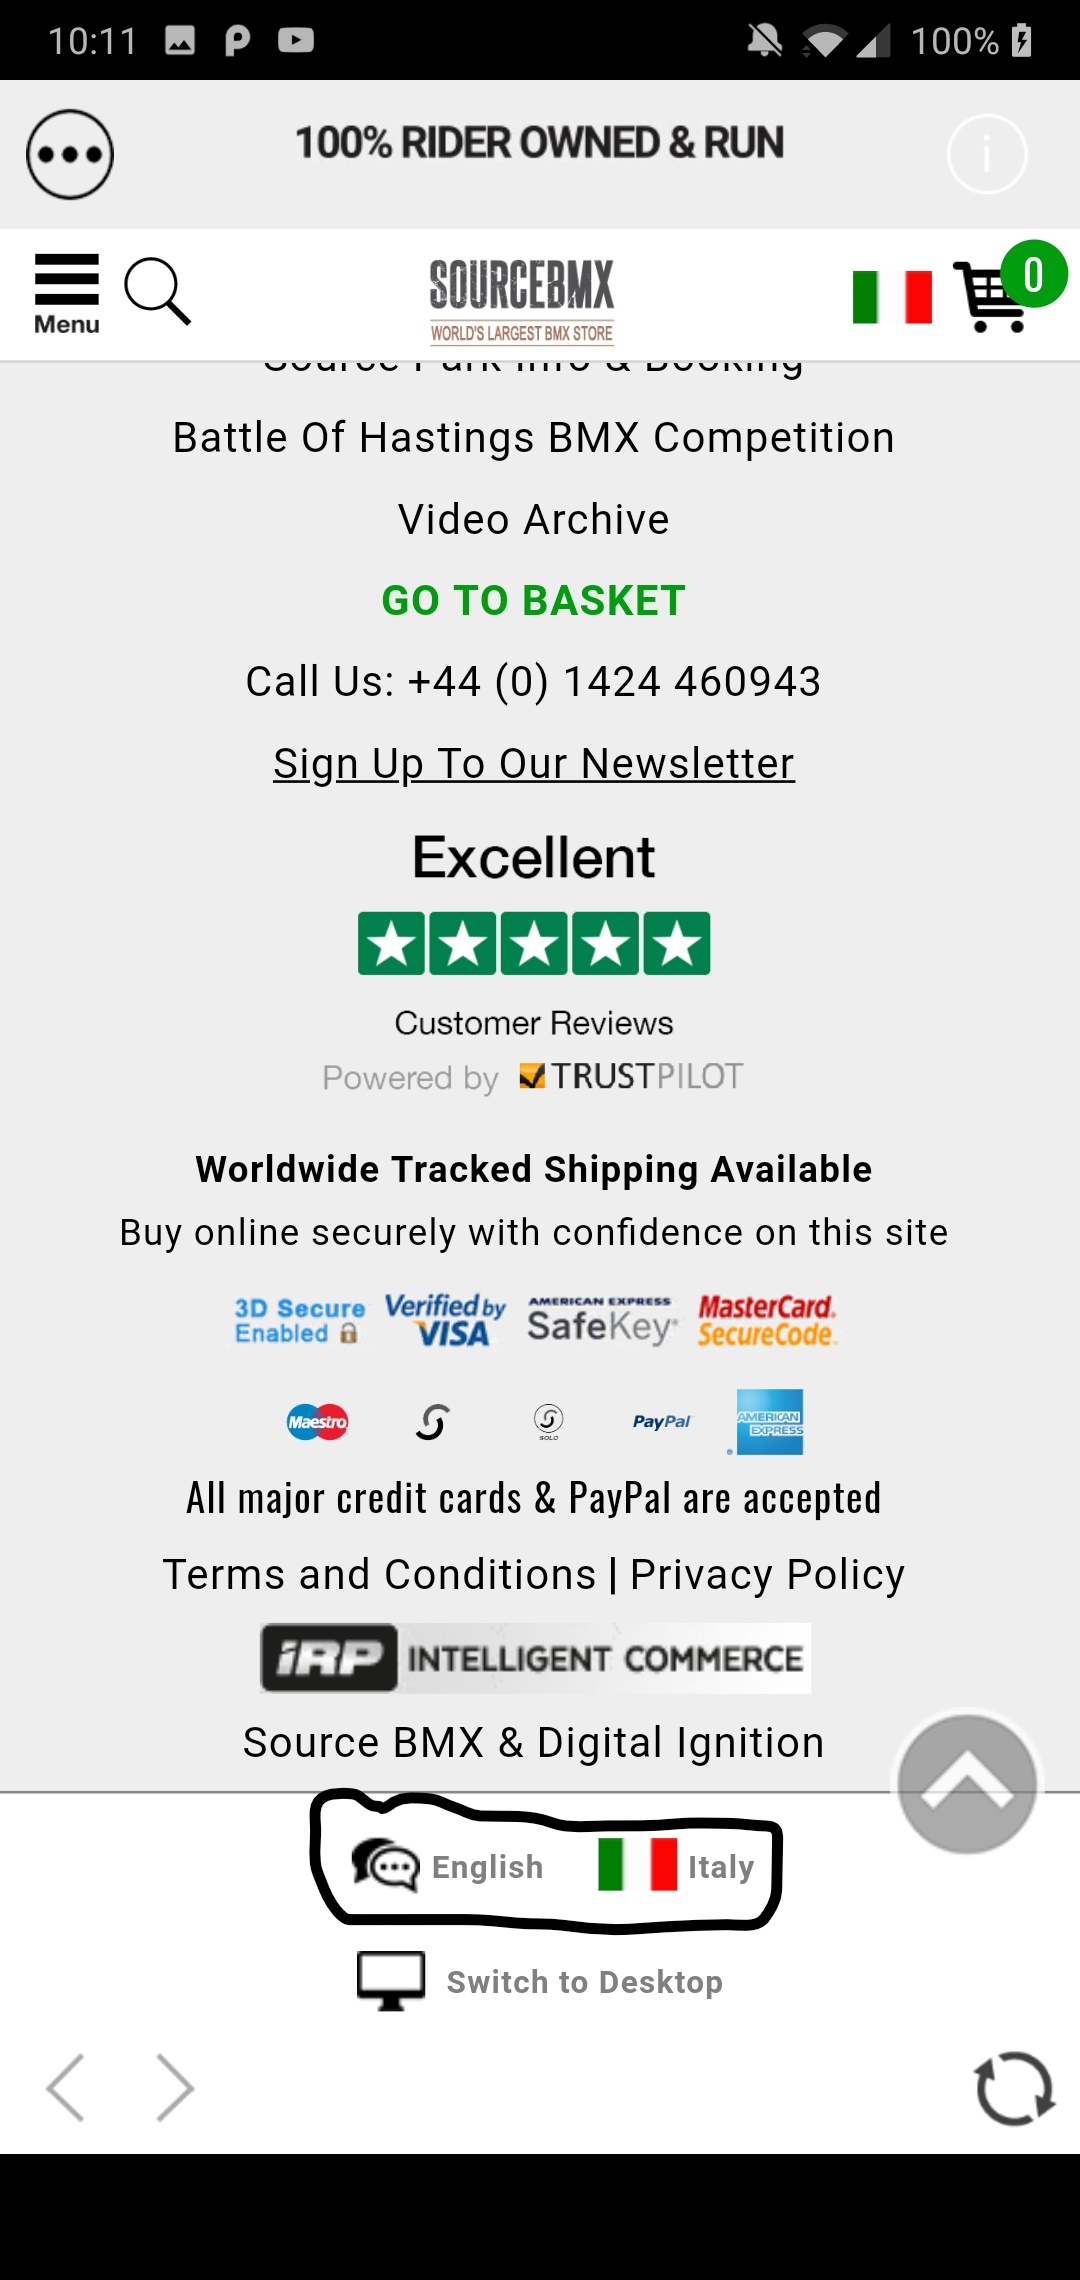 10:11
100%
100% RIDER OWNED & RUN
Menu
SOURCEBMX
WORLD'S LARGEST BMX STORE
0
Source Park Info & Booking
Battle Of Hastings BMX Competition
Video Archive
GO TO BASKET
Call Us: +44 (0) 1424 460943
Sign Up To Our Newsletter
Excellent
Customer Reviews
Powered by TRUSTPILOT
Worldwide Tracked Shipping Available
Buy online securely with confidence on this site
3D Secure Enabled
Verified by VISA
AMERICAN EXPRESS SafeKey
MasterCard. SecureCode.
Maestro
SOLO
PayPal
AMERICAN EXPRESS
All major credit cards & PayPal are accepted
Terms and Conditions | Privacy Policy
iRP INTELLIGENT COMMERCE
Source BMX & Digital Ignition
English Italy
Switch to Desktop